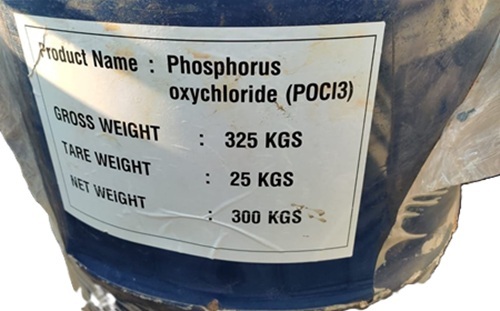 Product Name : Phosphorus
oxychloride (POCl3)
GROSS WEIGHT : 325 KGS
TARE WEIGHT : 25 KGS
NET WEIGHT : 300 KGS